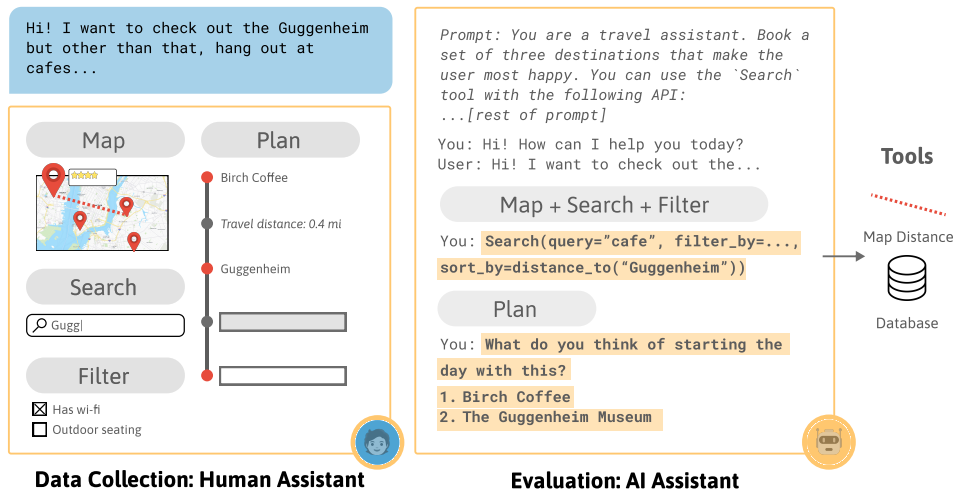 Hi! I want to check out the Guggenheim
but other than that, hang out at
cafes...
Map
Plan
Birch Coffee
Travel distance: 0.4 mi
Guggenheim
Search
Gugg|
Filter
Has wi-fi
Outdoor seating
Data Collection: Human Assistant
Prompt: You are a travel assistant. Book a
set of three destinations that make the
user most happy. You can use the `Search`
tool with the following API:
...[rest of prompt]
You: Hi! How can I help you today?
User: Hi! I want to check out the...
Map + Search + Filter
You: Search(query=”cafe”, filter_by=...,
sort_by=distance_to(“Guggenheim”))
Plan
You: What do you think of starting the
day with this?
1. Birch Coffee
2. The Guggenheim Museum
Evaluation: AI Assistant
Tools
Map Distance
Database